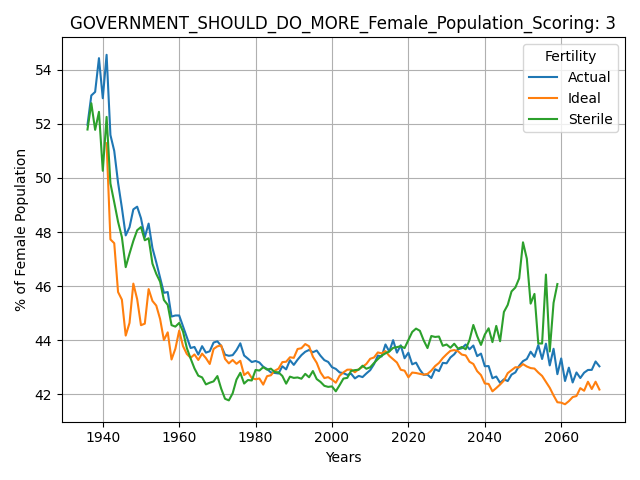 GOVERNMENT_SHOULD_DO_MORE_Female_Population_Scoring: 3
Fertility
Actual
Ideal
Sterile
% of Female Population
54
52
50
48
46
44
42
1940
1960
1980
2000
2020
2040
2060
Years